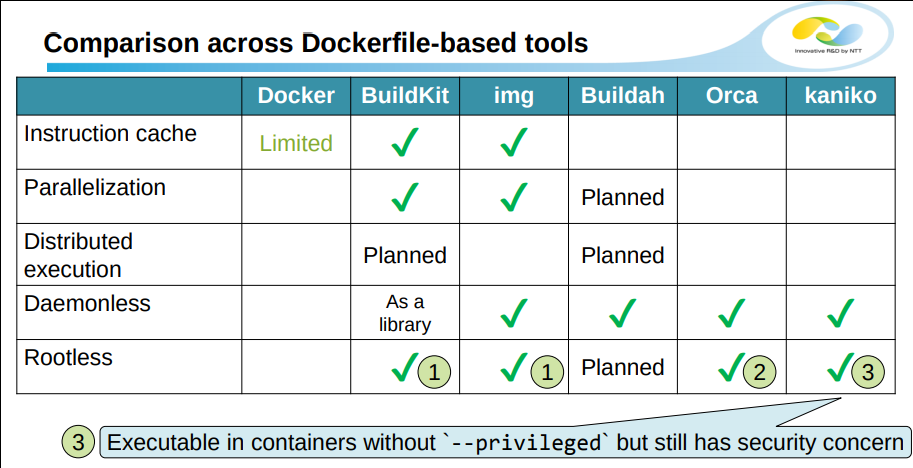 Comparison across Dockerfile-based tools
Innovative R&D by NTT
Docker BuildKit img Buildah Orca kaniko
Instruction cache Limited ✓ ✓
Parallelization ✓ ✓ Planned
Distributed
execution Planned Planned
Daemonless As a
library ✓ ✓ ✓ ✓
Rootless ✓ 1 ✓ 1 Planned ✓ 2 ✓ 3
3 Executable in containers without `--privileged` but still has security concern